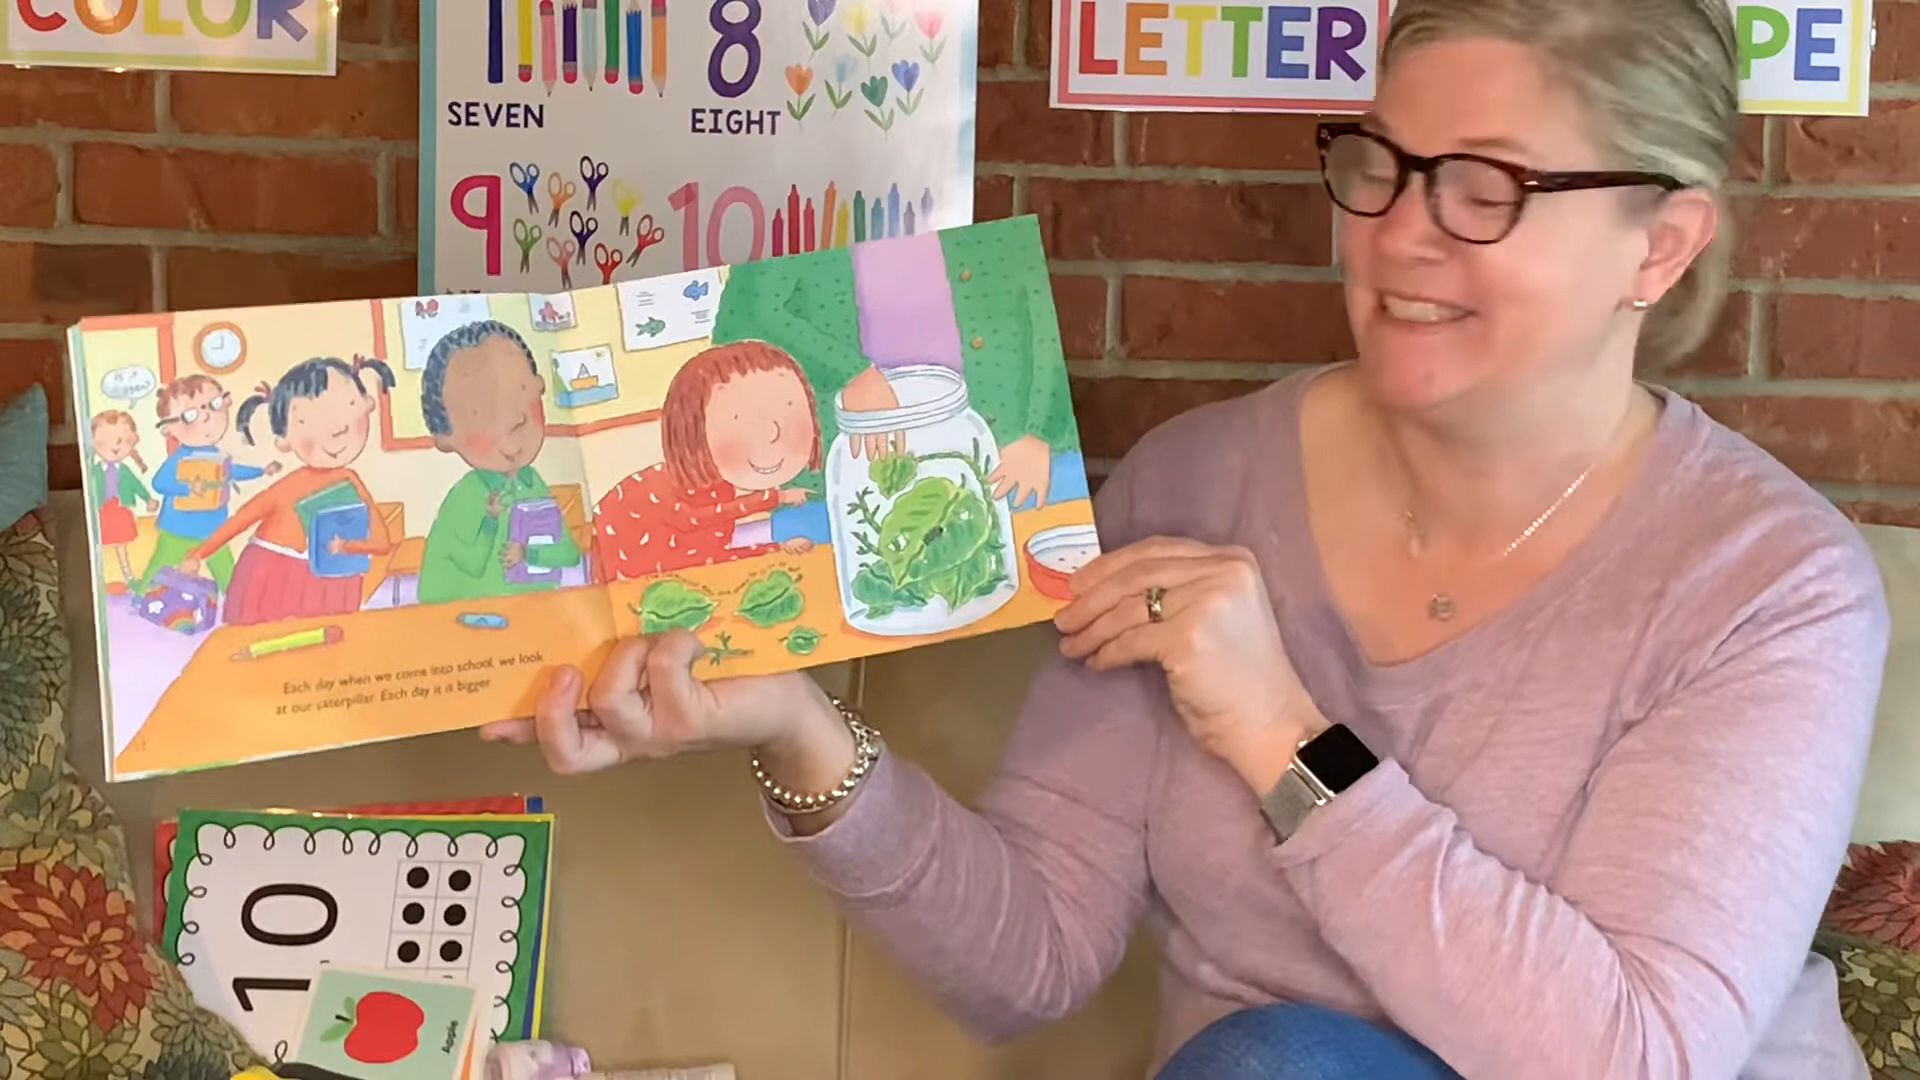 COLOR
SEVEN
8
EIGHT
9
10
LETTER
PE
Each day when we come into school, we look
at our caterpillar. Each day it is bigger.
10
Apple